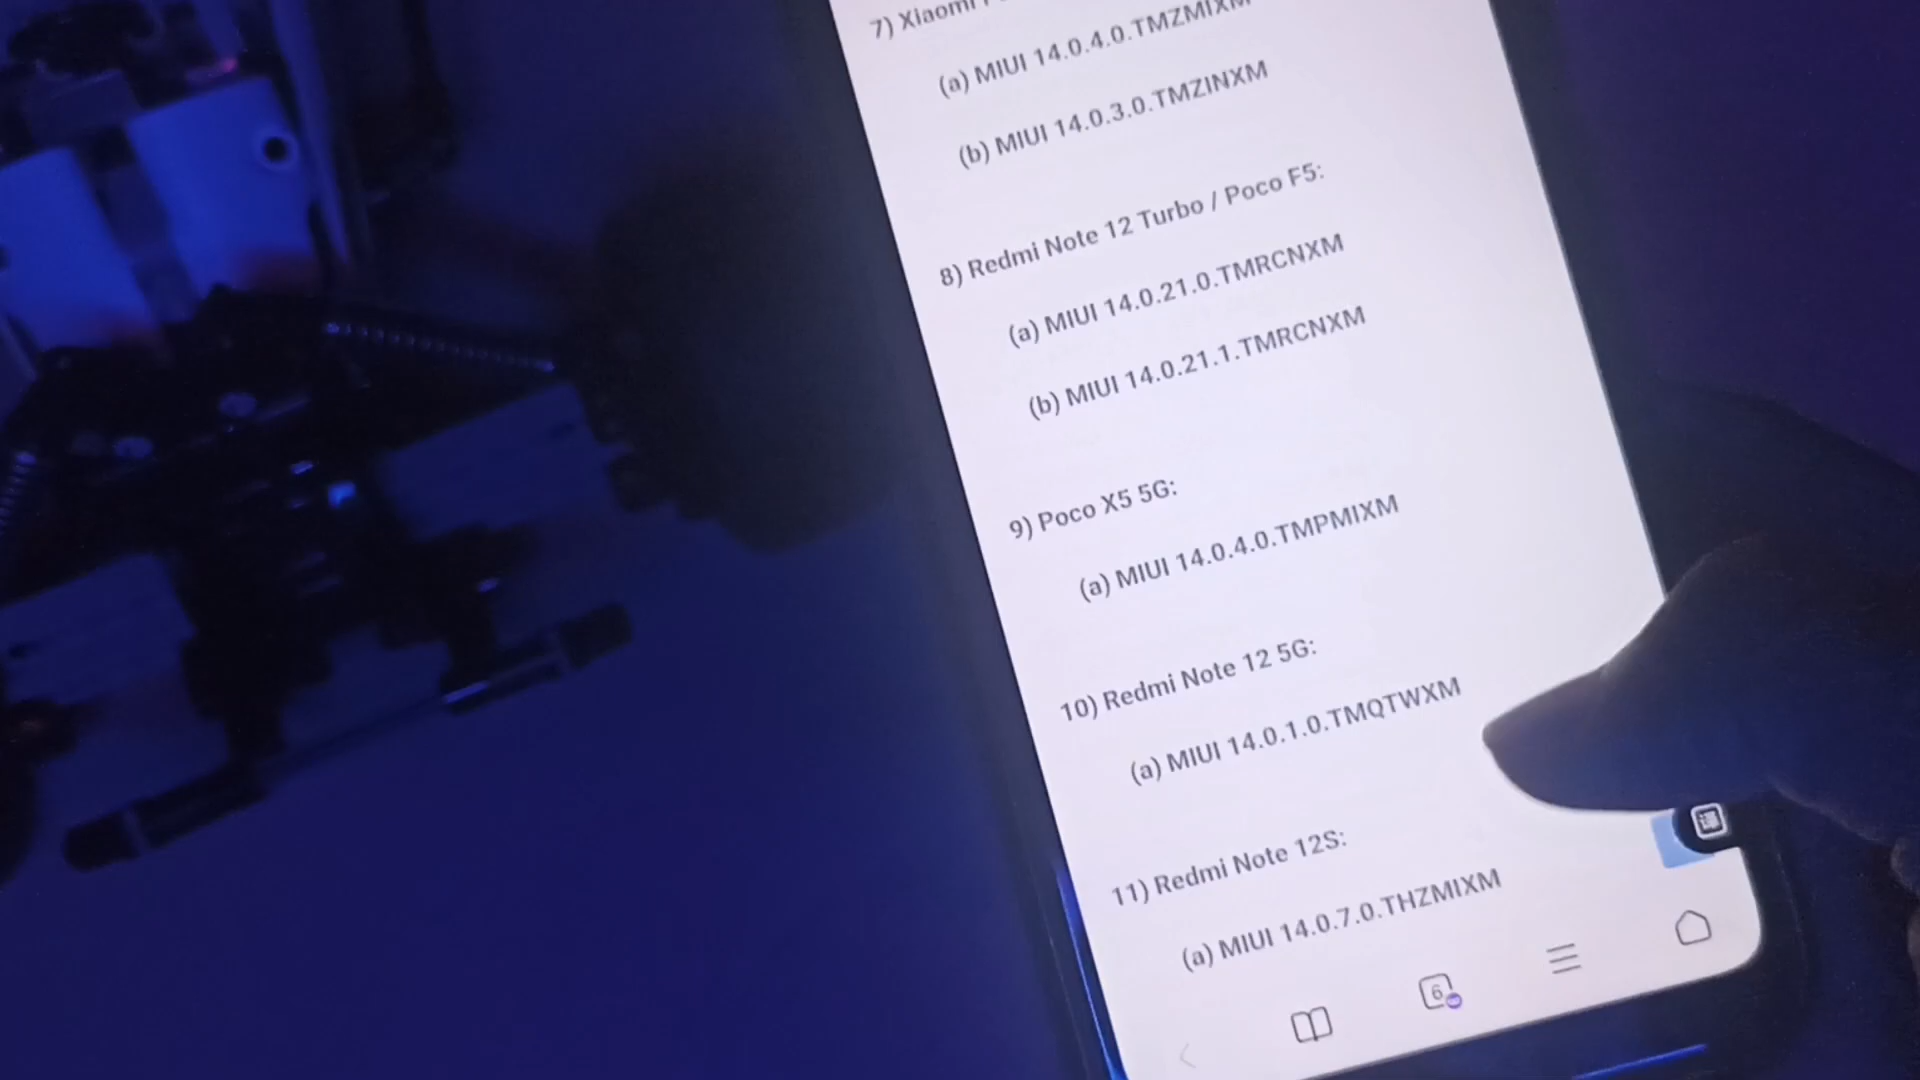 7) Xiaomi
(a) MIUI 14.0.4.0.TMZMIXM
(b) MIUI 14.0.3.0.TMZINXM
8) Redmi Note 12 Turbo / Poco F5:
(a) MIUI 14.0.21.0.TMRCNXM
(b) MIUI 14.0.21.1.TMRCNXM
9) Poco X5 5G:
(a) MIUI 14.0.4.0.TMPMIXM
10) Redmi Note 12 5G:
(a) MIUI 14.0.1.0.TMQTWXM
11) Redmi Note 12S:
(a) MIUI 14.0.7.0.THZMIXM
译
6